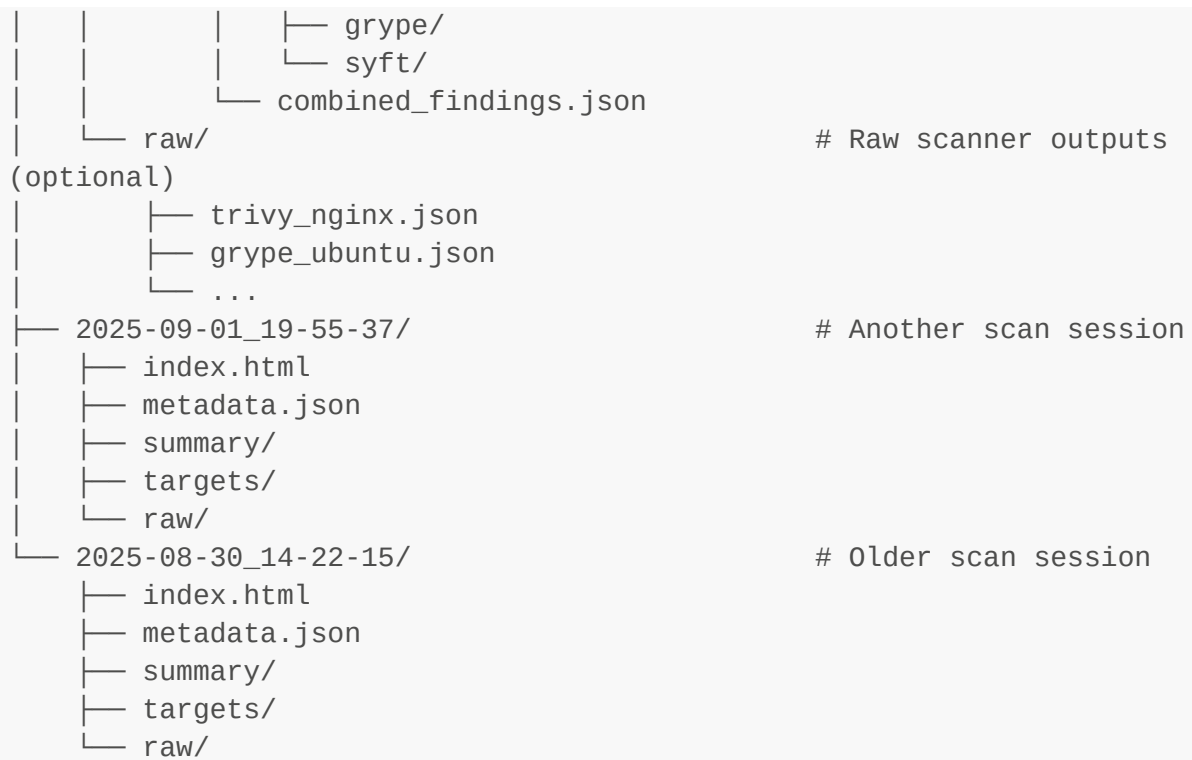 │   │       │   ├── grype/
│   │       │   └── syft/
│   │       └── combined_findings.json
│   └── raw/                                    # Raw scanner outputs
(optional)
│       ├── trivy_nginx.json
│       ├── grype_ubuntu.json
│       └── ...
├── 2025-09-01_19-55-37/                        # Another scan session
│   ├── index.html
│   ├── metadata.json
│   ├── summary/
│   ├── targets/
│   └── raw/
└── 2025-08-30_14-22-15/                        # Older scan session
    ├── index.html
    ├── metadata.json
    ├── summary/
    ├── targets/
    └── raw/